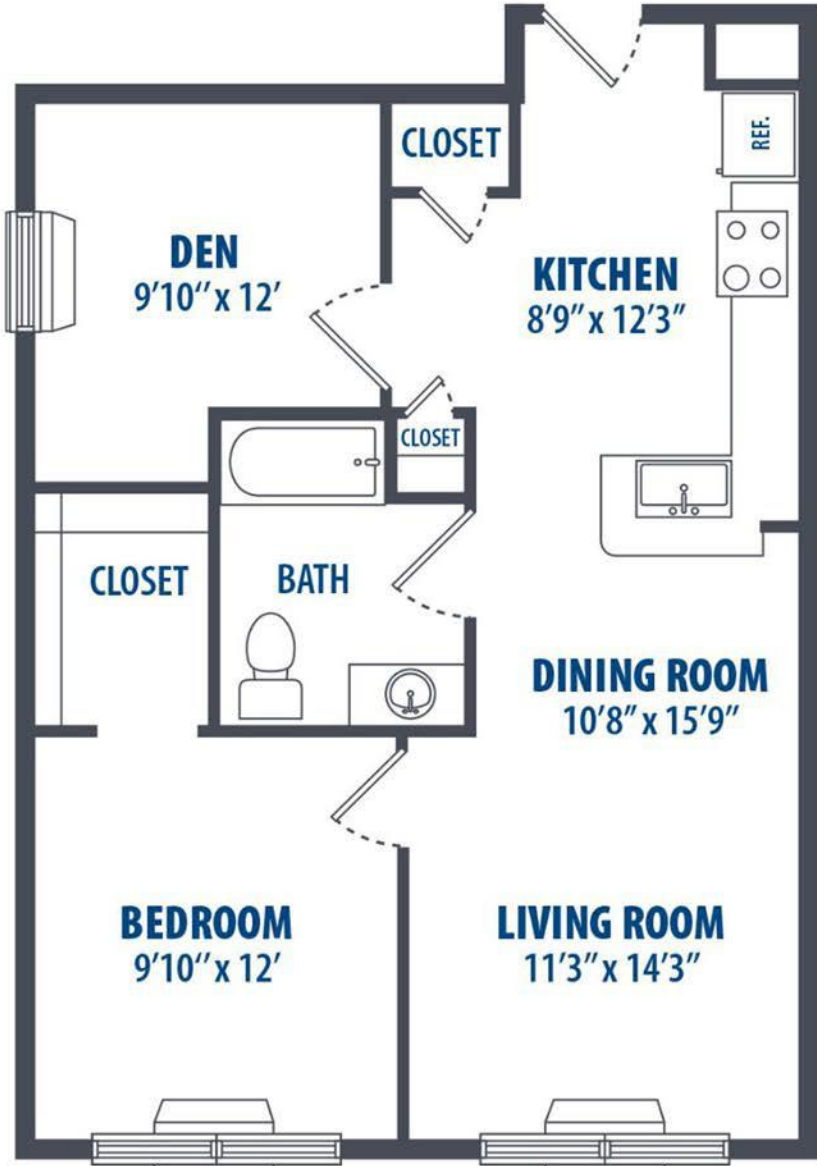 CLOSET
REF.
DEN
9'10'' x 12'
KITCHEN
8'9” x 12'3”
CLOSET
CLOSET
BATH
DINING ROOM
10'8” x 15'9”
BEDROOM
9'10'' x 12'
LIVING ROOM
11'3” x 14'3”